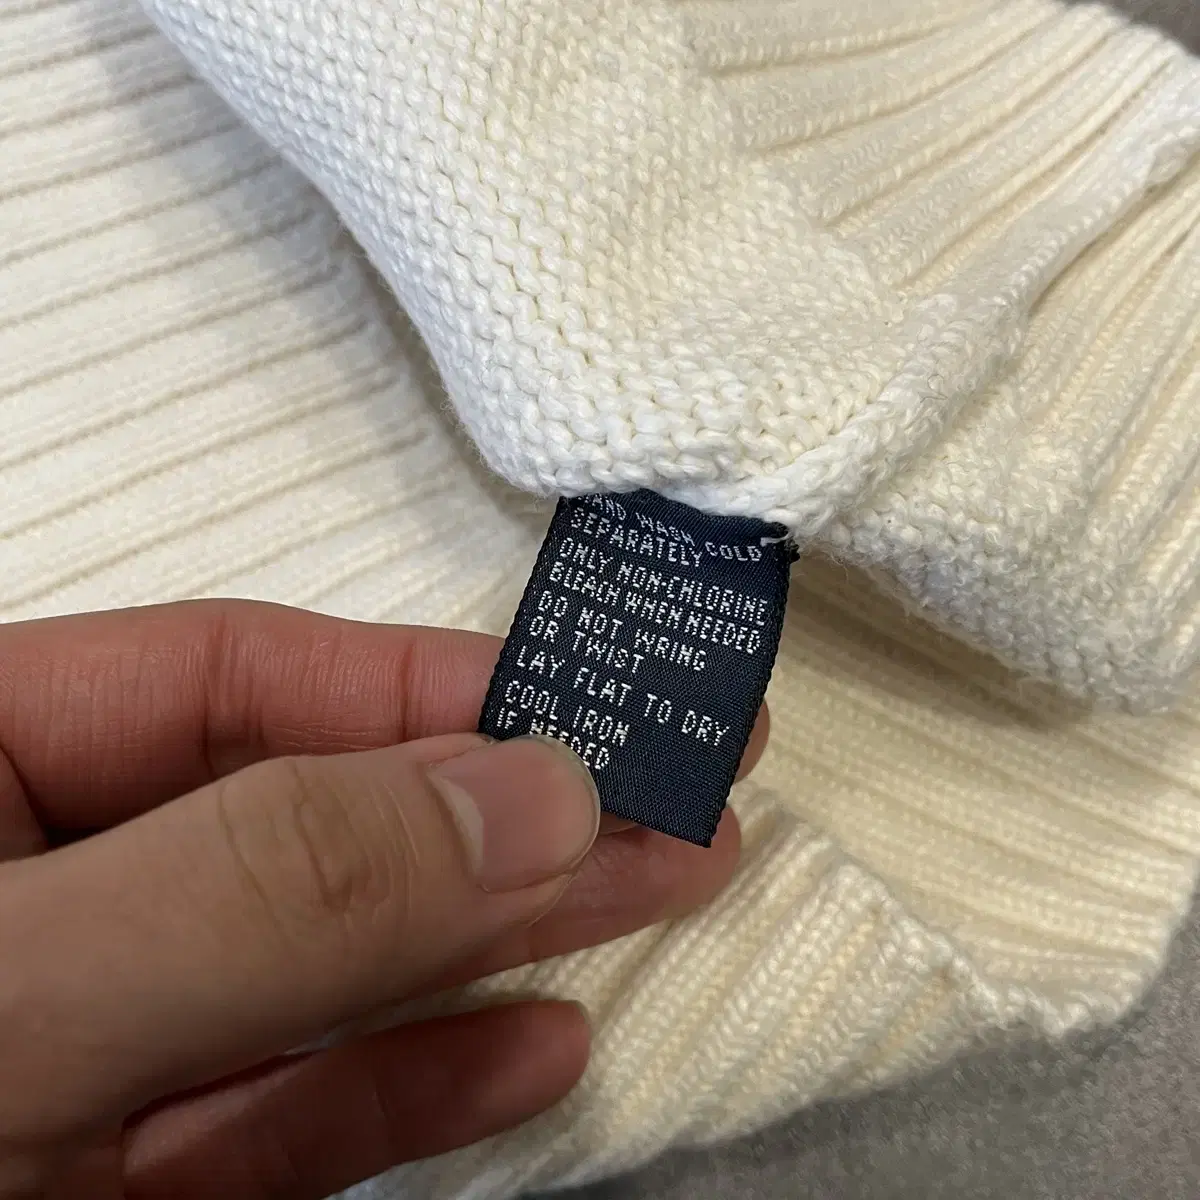 HAND WASH COLD
SEPARATELY
ONLY NON-CHLORINE
BLEACH WHEN NEEDED
DO NOT WRING
OR TWIST
LAY FLAT TO DRY
COOL IRON
IF NEEDED